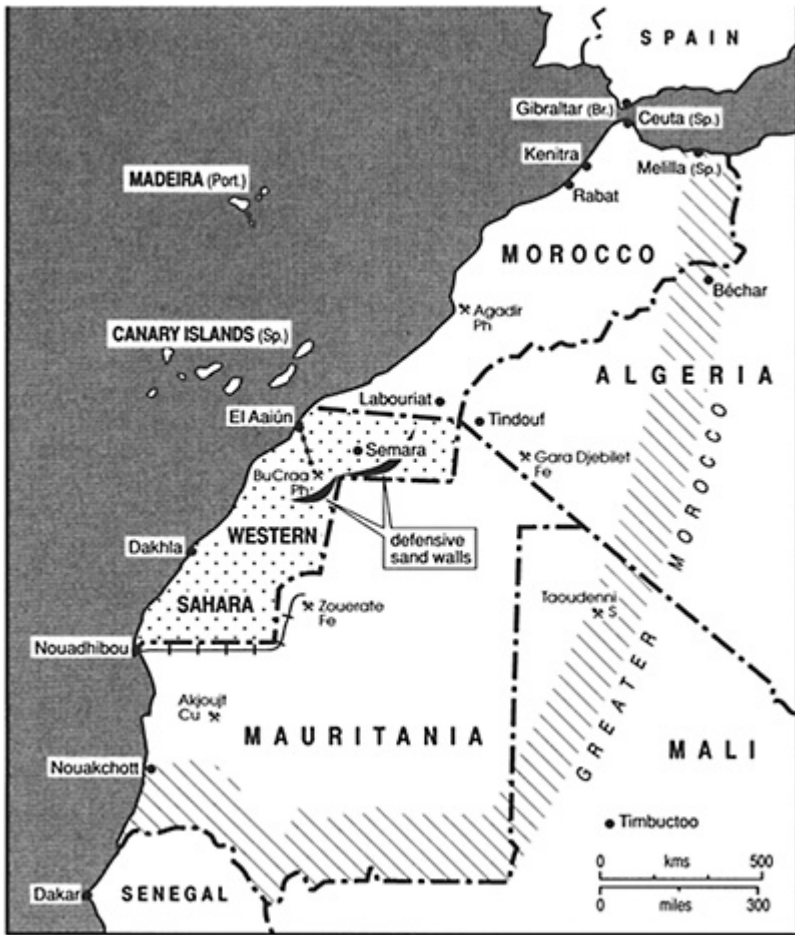 SPAIN
Gibraltar (Br.)
Ceuta (Sp.)
Kenitra
Melilla (Sp.)
MADEIRA (Port.)
Rabat
MOROCCO
Béchar
Agadir
Ph
CANARY ISLANDS (Sp.)
ALGERIA
Labouriat
El Aaiún
Tindouf
Semara
Gara Djebilet
Fe
BuCraa
Ph
WESTERN
defensive
sand walls
Dakhla
SAHARA
Zouerate
Fe
Taoudenni
S
GREATER MOROCCO
Nouadhibou
Akjoujt
Cu
MAURITANIA
MALI
Nouakchott
Timbuctoo
0 kms 500
0 miles 300
Dakar
SENEGAL